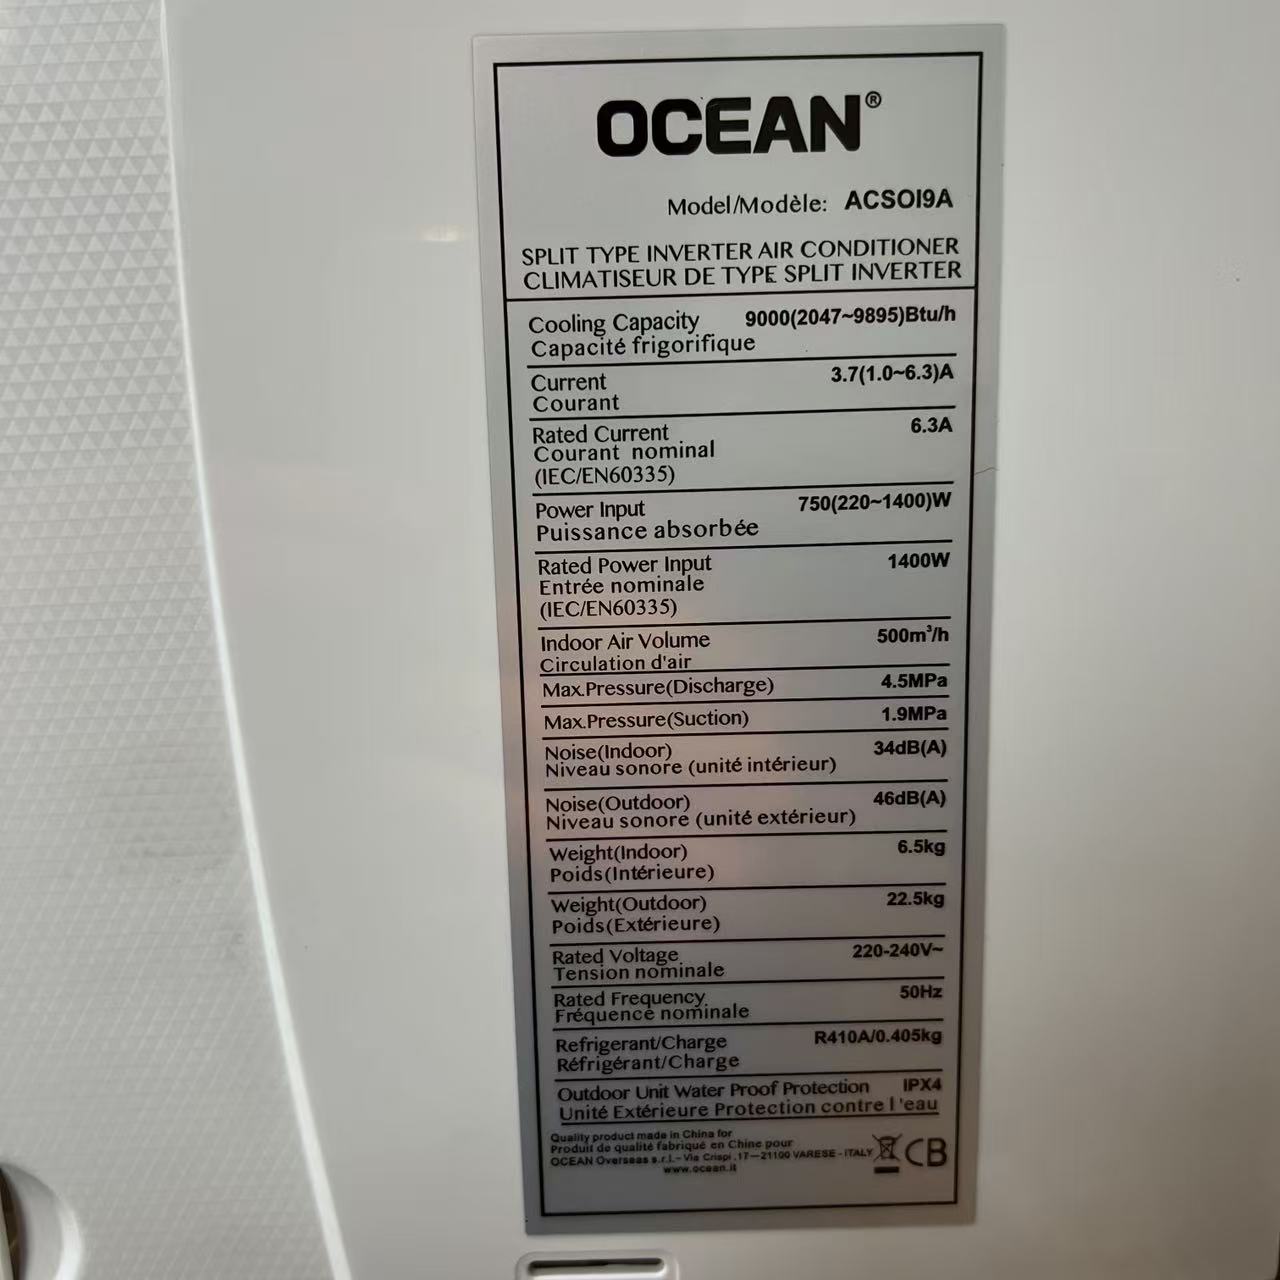 OCEAN®
Model/Modèle: ACSOI9A
SPLIT TYPE INVERTER AIR CONDITIONER
CLIMATISEUR DE TYPE SPLIT INVERTER
Cooling Capacity 9000(2047~9895)Btu/h
Capacité frigorifique
Current 3.7(1.0~6.3)A
Courant
Rated Current 6.3A
Courant nominal
(IEC/EN60335)
Power Input 750(220~1400)W
Puissance absorbée
Rated Power Input 1400W
Entrée nominale
(IEC/EN60335)
Indoor Air Volume 500m³/h
Circulation d'air
Max.Pressure(Discharge) 4.5MPa
Max.Pressure(Suction) 1.9MPa
Noise(Indoor) 34dB(A)
Niveau sonore (unité intérieur)
Noise(Outdoor) 46dB(A)
Niveau sonore (unité extérieur)
Weight(Indoor) 6.5kg
Poids(Intérieure)
Weight(Outdoor) 22.5kg
Poids(Extérieure)
Rated Voltage 220-240V~
Tension nominale
Rated Frequency 50Hz
Fréquence nominale
Refrigerant/Charge R410A/0.405kg
Réfrigérant/Charge
Outdoor Unit Water Proof Protection IPX4
Unité Extérieure Protection contre l'eau
Quality product made in China for
Produit de qualité fabriqué en Chine pour
OCEAN Overseas s.r.l.-Via Crispi ,17-21100 VARESE-ITALY
www.ocean.it
CB